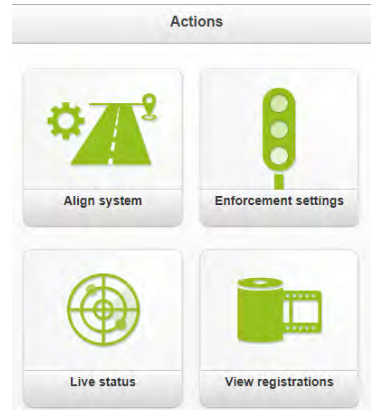 Actions
Align system
Enforcement settings
Live status
View registrations